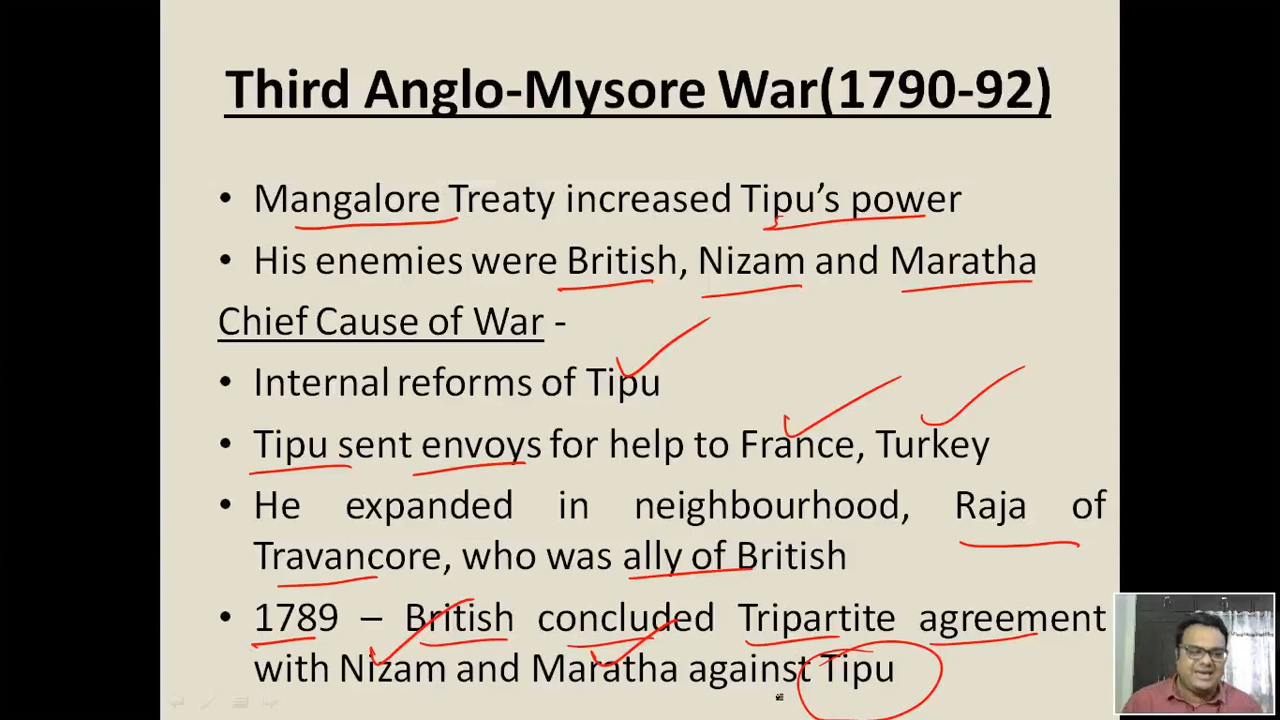 Third Anglo-Mysore War(1790-92)
• Mangalore Treaty increased Tipu’s power
• His enemies were British, Nizam and Maratha
Chief Cause of War -
• Internal reforms of Tipu
• Tipu sent envoys for help to France, Turkey
• He expanded in neighbourhood, Raja of
Travancore, who was ally of British
• 1789 – British concluded Tripartite agreement
with Nizam and Maratha against Tipu